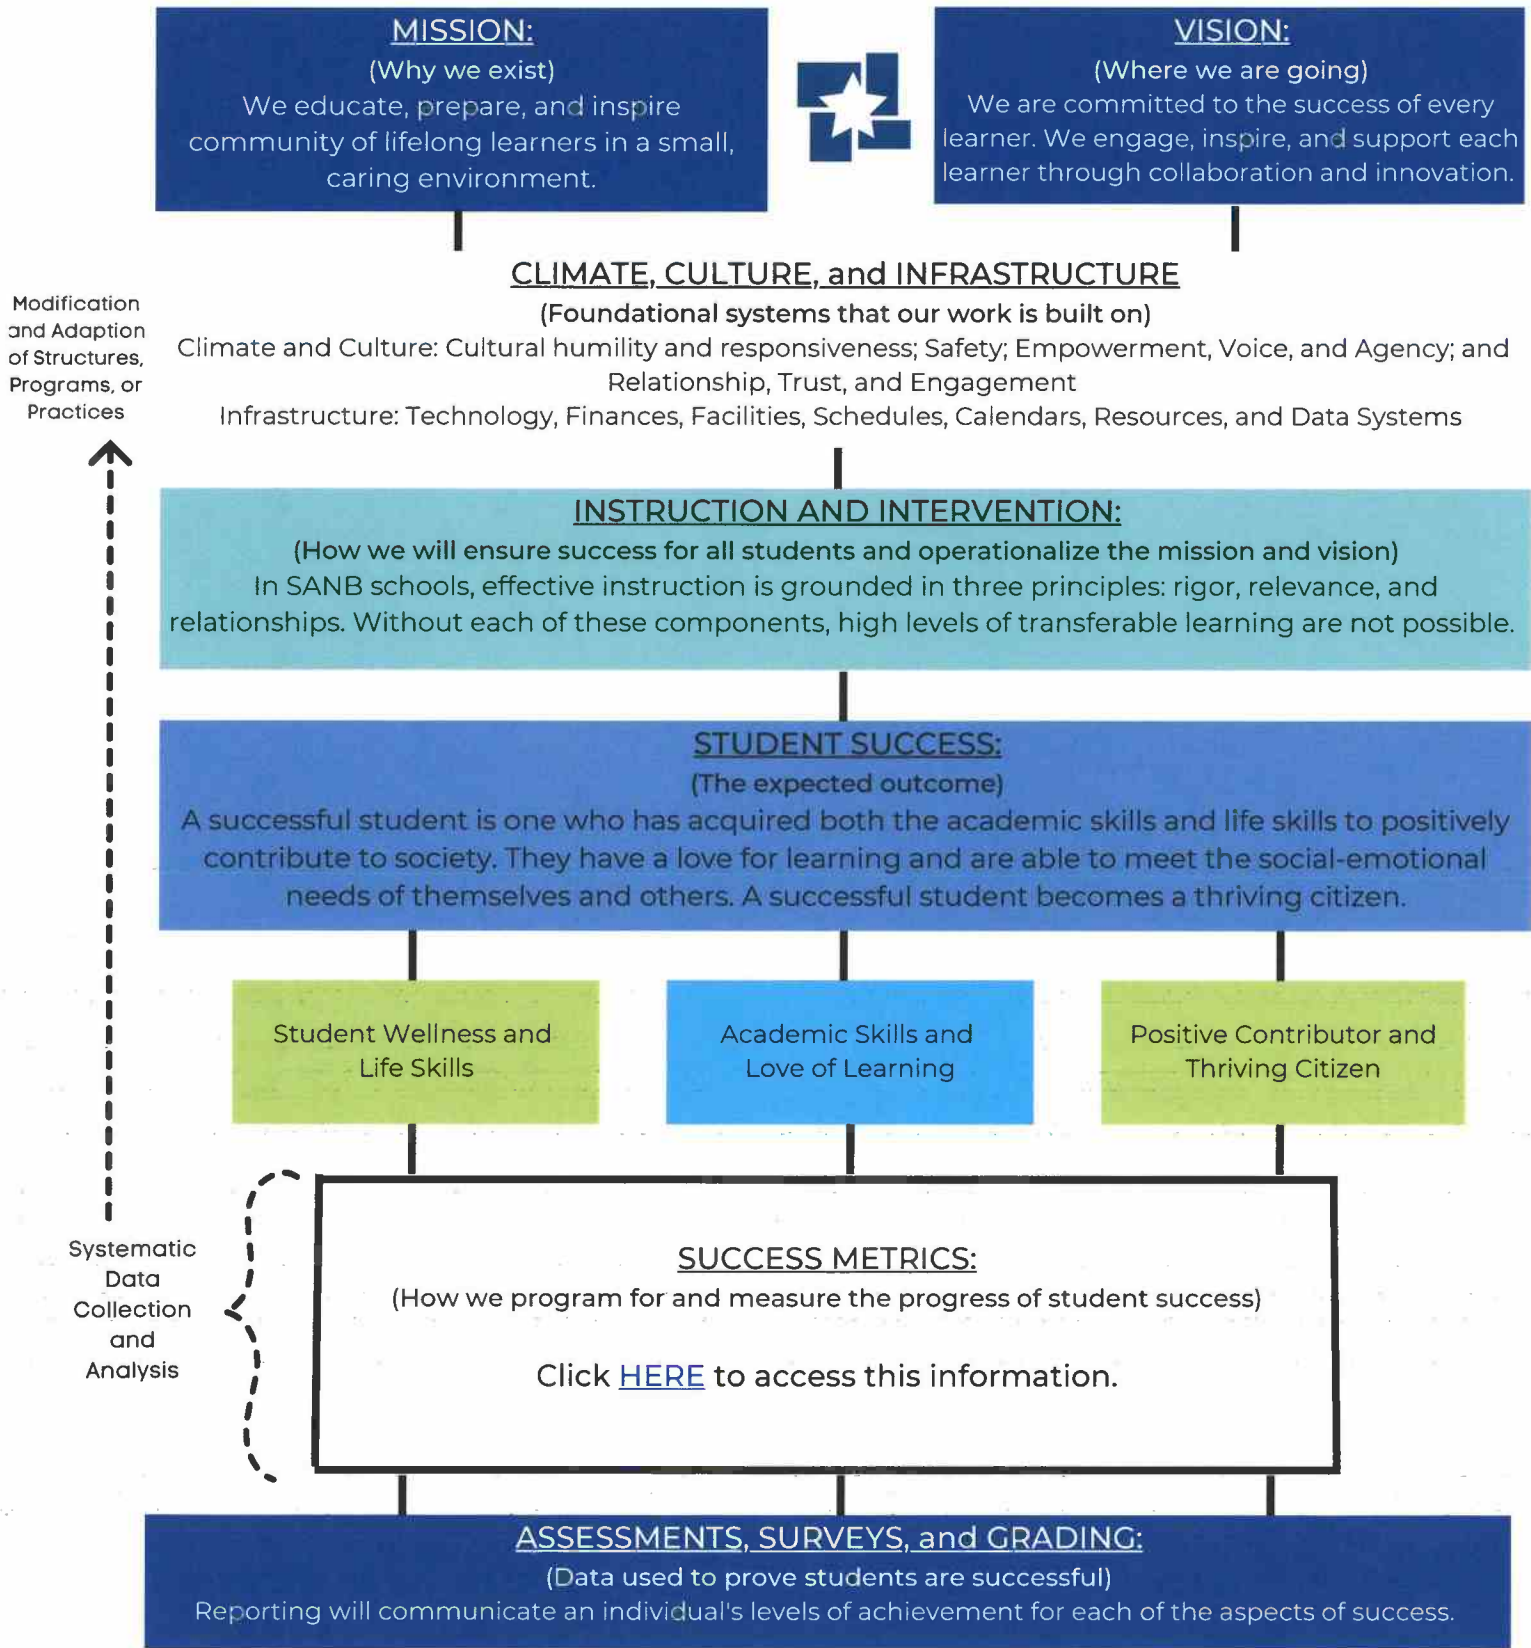 MISSION:
(Why we exist)
We educate, prepare, and inspire
community of lifelong learners in a small,
caring environment.
VISION:
(Where we are going)
We are committed to the success of every
learner. We engage, inspire, and support each
learner through collaboration and innovation.
CLIMATE, CULTURE, and INFRASTRUCTURE
(Foundational systems that our work is built on)
Climate and Culture: Cultural humility and responsiveness; Safety; Empowerment, Voice, and Agency; and
Relationship, Trust, and Engagement
Infrastructure: Technology, Finances, Facilities, Schedules, Calendars, Resources, and Data Systems
Modification
and Adaption
of Structures,
Programs, or
Practices
INSTRUCTION AND INTERVENTION:
(How we will ensure success for all students and operationalize the mission and vision)
In SANB schools, effective instruction is grounded in three principles: rigor, relevance, and
relationships. Without each of these components, high levels of transferable learning are not possible.
STUDENT SUCCESS:
(The expected outcome)
A successful student is one who has acquired both the academic skills and life skills to positively
contribute to society. They have a love for learning and are able to meet the social-emotional
needs of themselves and others. A successful student becomes a thriving citizen.
Student Wellness and
Life Skills
Academic Skills and
Love of Learning
Positive Contributor and
Thriving Citizen
Systematic
Data
Collection
and
Analysis
SUCCESS METRICS:
(How we program for and measure the progress of student success)
Click HERE to access this information.
ASSESSMENTS, SURVEYS, and GRADING:
(Data used to prove students are successful)
Reporting will communicate an individual's levels of achievement for each of the aspects of success.